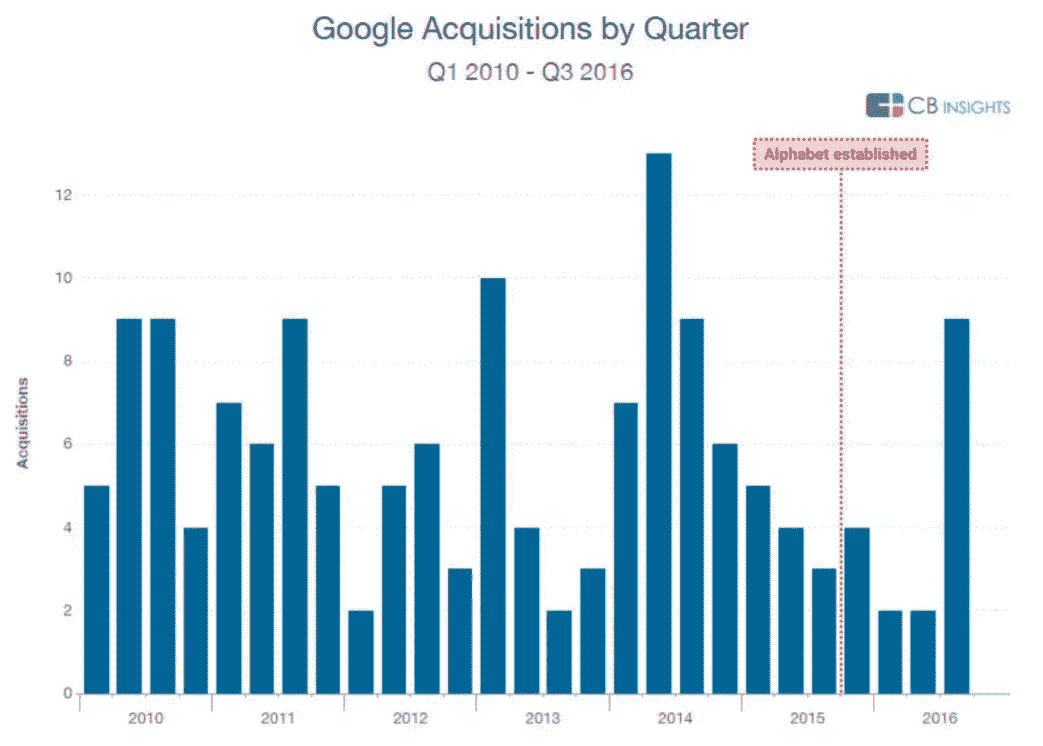 Google Acquisitions by Quarter
Q1 2010 - Q3 2016
CB INSIGHTS
Alphabet established
12
10
8
6
4
2
0
Acquisitions
2010 2011 2012 2013 2014 2015 2016